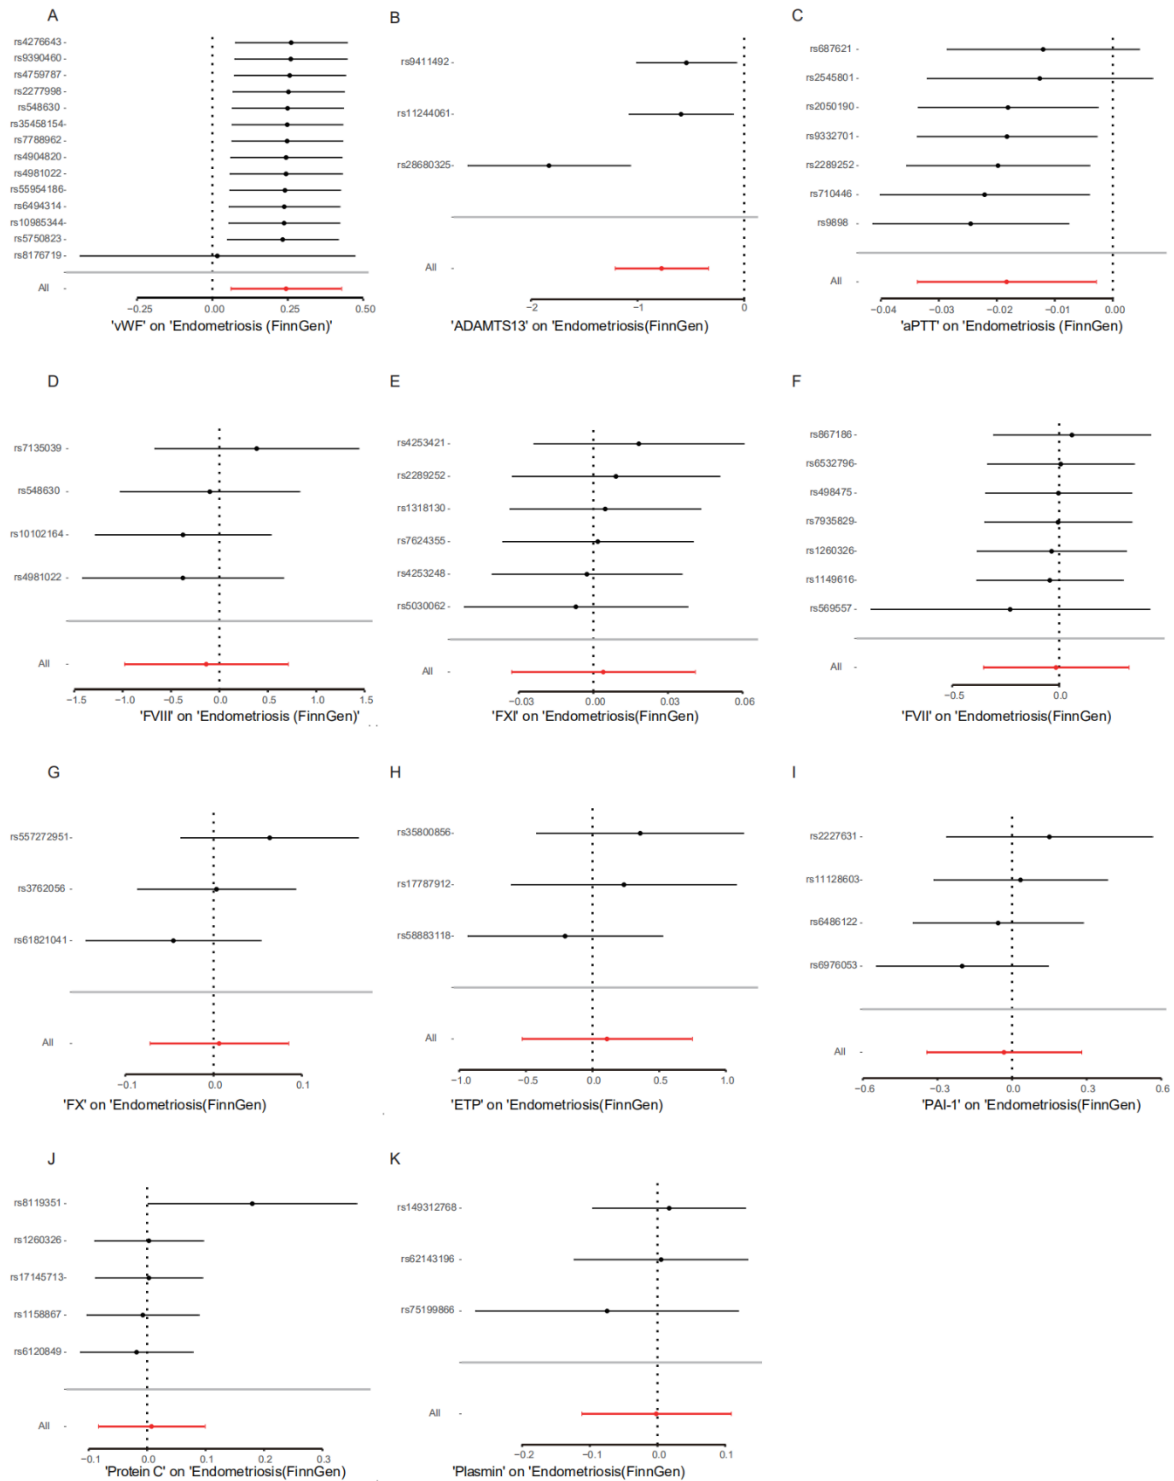 A
rs4276643
rs9390460
rs4759787
rs2277998
rs548630
rs35458154
rs7788962
rs4904820
rs4981022
rs55954186
rs6494314
rs10985344
rs5750823
rs8176719
All
−0.25 0.00 0.25 0.50
'vWF' on 'Endometriosis (FinnGen)'
B
rs9411492
rs11244061
rs28680325
All
−2 −1 0
'ADAMTS13' on 'Endometriosis(FinnGen)
C
rs687621
rs2545801
rs2050190
rs9332701
rs2289252
rs710446
rs9898
All
−0.04 −0.03 −0.02 −0.01 0.00
'aPTT' on 'Endometriosis (FinnGen)
D
rs7135039
rs548630
rs10102164
rs4981022
All
−1.5 −1.0 −0.5 0.0 0.5 1.0 1.5
'FVIII' on 'Endometriosis (FinnGen)'
E
rs4253421
rs2289252
rs1318130
rs7624355
rs4253248
rs5030062
All
−0.03 0.00 0.03 0.06
'FXI' on 'Endometriosis(FinnGen)
F
rs867186
rs6532796
rs498475
rs7935829
rs1260326
rs1149616
rs569557
All
−0.5 0.0
'FVII' on 'Endometriosis(FinnGen)
G
rs557272951
rs3762056
rs61821041
All
−0.1 0.0 0.1
'FX' on 'Endometriosis(FinnGen)
H
rs35800856
rs17787912
rs58883118
All
−1.0 −0.5 0.0 0.5 1.0
'ETP' on 'Endometriosis(FinnGen)
I
rs2227631
rs11128603
rs6486122
rs6976053
All
−0.6 −0.3 0.0 0.3 0.6
'PAI-1' on 'Endometriosis(FinnGen)
J
rs8119351
rs1260326
rs17145713
rs1158867
rs6120849
All
−0.1 0.0 0.1 0.2 0.3
'Protein C' on 'Endometriosis(FinnGen)
K
rs149312768
rs62143196
rs75199866
All
−0.2 −0.1 0.0 0.1
'Plasmin' on 'Endometriosis(FinnGen)